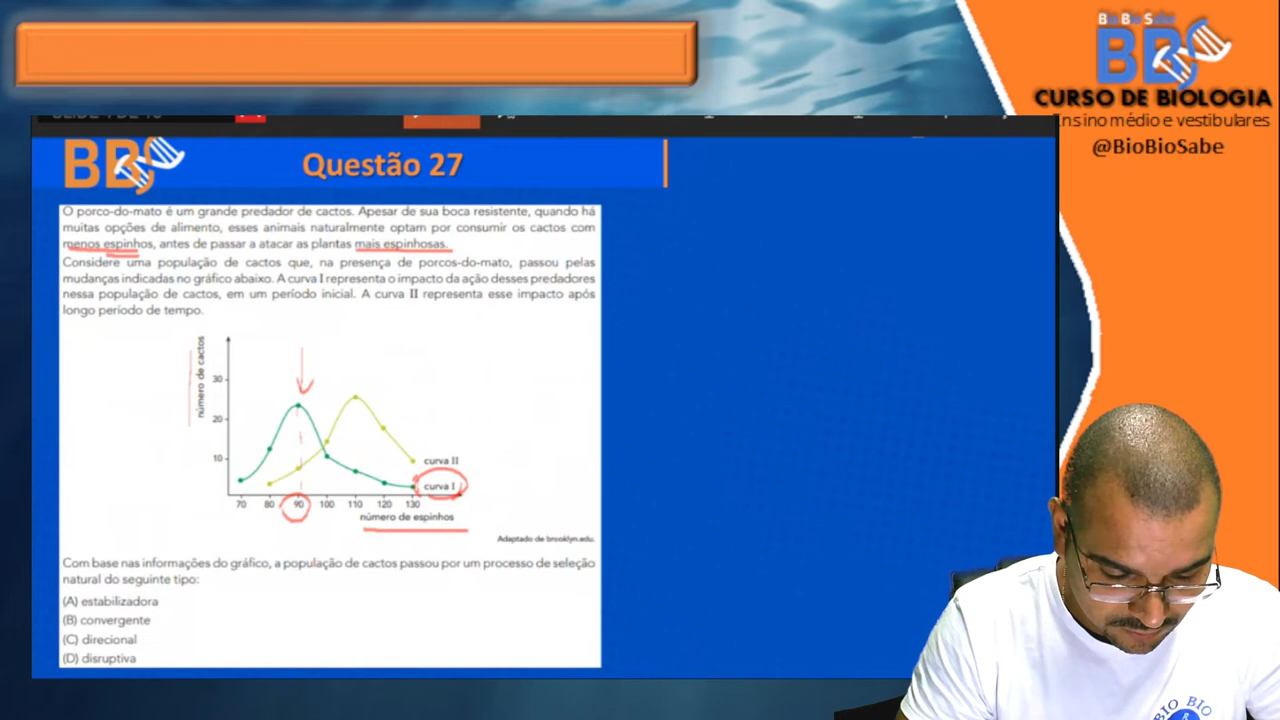 Bio Bio Sabe
BBS
CURSO DE BIOLOGIA
Ensino médio e vestibulares
@BioBioSabe
BBS
Questão 27
O porco-do-mato é um grande predador de cactos. Apesar de sua boca resistente, quando há
muitas opções de alimento, esses animais naturalmente optam por consumir os cactos com
menos espinhos, antes de passar a atacar as plantas mais espinhosas.
Considere uma população de cactos que, na presença de porcos-do-mato, passou pelas
mudanças indicadas no gráfico abaixo. A curva I representa o impacto da ação desses predadores
nessa população de cactos, em um período inicial. A curva II representa esse impacto após
longo período de tempo.
número de cactos
30
20
10
curva II
curva I
70 80 90 100 110 120 130
número de espinhos
Adaptado de brooklyn.edu.
Com base nas informações do gráfico, a população de cactos passou por um processo de seleção
natural do seguinte tipo:
(A) estabilizadora
(B) convergente
(C) direcional
(D) disruptiva
BIO BIO